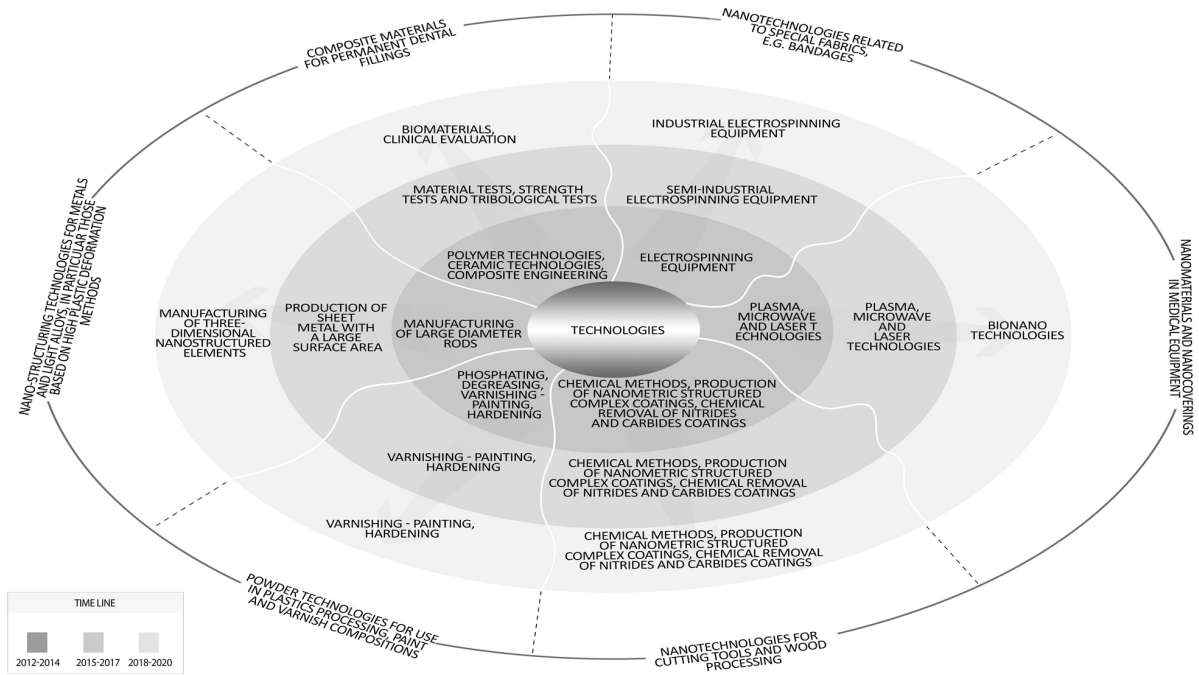 COMPOSITE MATERIALS
FOR PERMANENT DENTAL
FILLINGS
NANOTECHNOLOGIES RELATED
TO SPECIAL FABRICS,
E.G. BANDAGES
BIOMATERIALS,
CLINICAL EVALUATION
INDUSTRIAL ELECTROSPINNING
EQUIPMENT
MATERIAL TESTS, STRENGTH
TESTS AND TRIBOLOGICAL TESTS
SEMI-INDUSTRIAL
ELECTROSPINNING EQUIPMENT
POLYMER TECHNOLOGIES,
CERAMIC TECHNOLOGIES,
COMPOSITE ENGINEERING
ELECTROSPINNING
EQUIPMENT
NANO-STRUCTURING TECHNOLOGIES FOR METALS
AND LIGHT ALLOYS, IN PARTICULAR THOSE
BASED ON HIGH PLASTIC DEFORMATION
METHODS
MANUFACTURING
OF THREE-
DIMENSIONAL
NANOSTRUCTURED
ELEMENTS
PRODUCTION OF
SHEET
METAL WITH
A LARGE
SURFACE AREA
MANUFACTURING
OF LARGE DIAMETER
RODS
TECHNOLOGIES
PLASMA,
MICROWAVE
AND LASER T
ECHNOLOGIES
PLASMA,
MICROWAVE
AND
LASER
TECHNOLOGIES
BIONANO
TECHNOLOGIES
NANOMATERIALS AND NANOCOVERINGS
IN MEDICAL EQUIPMENT
PHOSPHATING,
DEGREASING,
VARNISHING -
PAINTING,
HARDENING
CHEMICAL METHODS, PRODUCTION
OF NANOMETRIC STRUCTURED
COMPLEX COATINGS, CHEMICAL
REMOVAL OF NITRIDES
AND CARBIDES COATINGS
VARNISHING - PAINTING,
HARDENING
CHEMICAL METHODS, PRODUCTION
OF NANOMETRIC STRUCTURED
COMPLEX COATINGS, CHEMICAL REMOVAL
OF NITRIDES AND CARBIDES COATINGS
VARNISHING - PAINTING,
HARDENING
CHEMICAL METHODS, PRODUCTION
OF NANOMETRIC STRUCTURED
COMPLEX COATINGS, CHEMICAL REMOVAL
OF NITRIDES AND CARBIDES COATINGS
POWDER TECHNOLOGIES FOR USE
IN PLASTICS PROCESSING, PAINT
AND VARNISH COMPOSITIONS
NANOTECHNOLOGIES FOR
CUTTING TOOLS AND WOOD
PROCESSING
TIME LINE
2012-2014
2015-2017
2018-2020